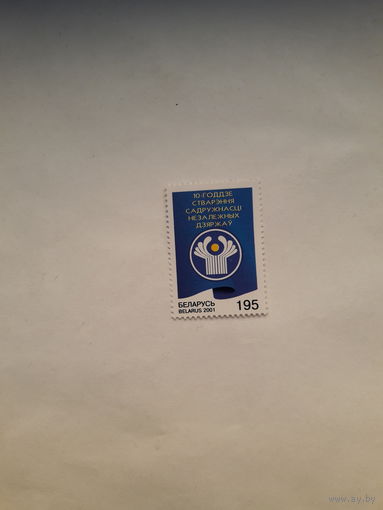 10-ГОДДЗЕ
СТВАРЭННЯ
САДРУЖНАСЦІ
НЕЗАЛЕЖНЫХ
ДЗЯРЖАЎ
БЕЛАРУСЬ
BELARUS 2001
195
www.ay.by